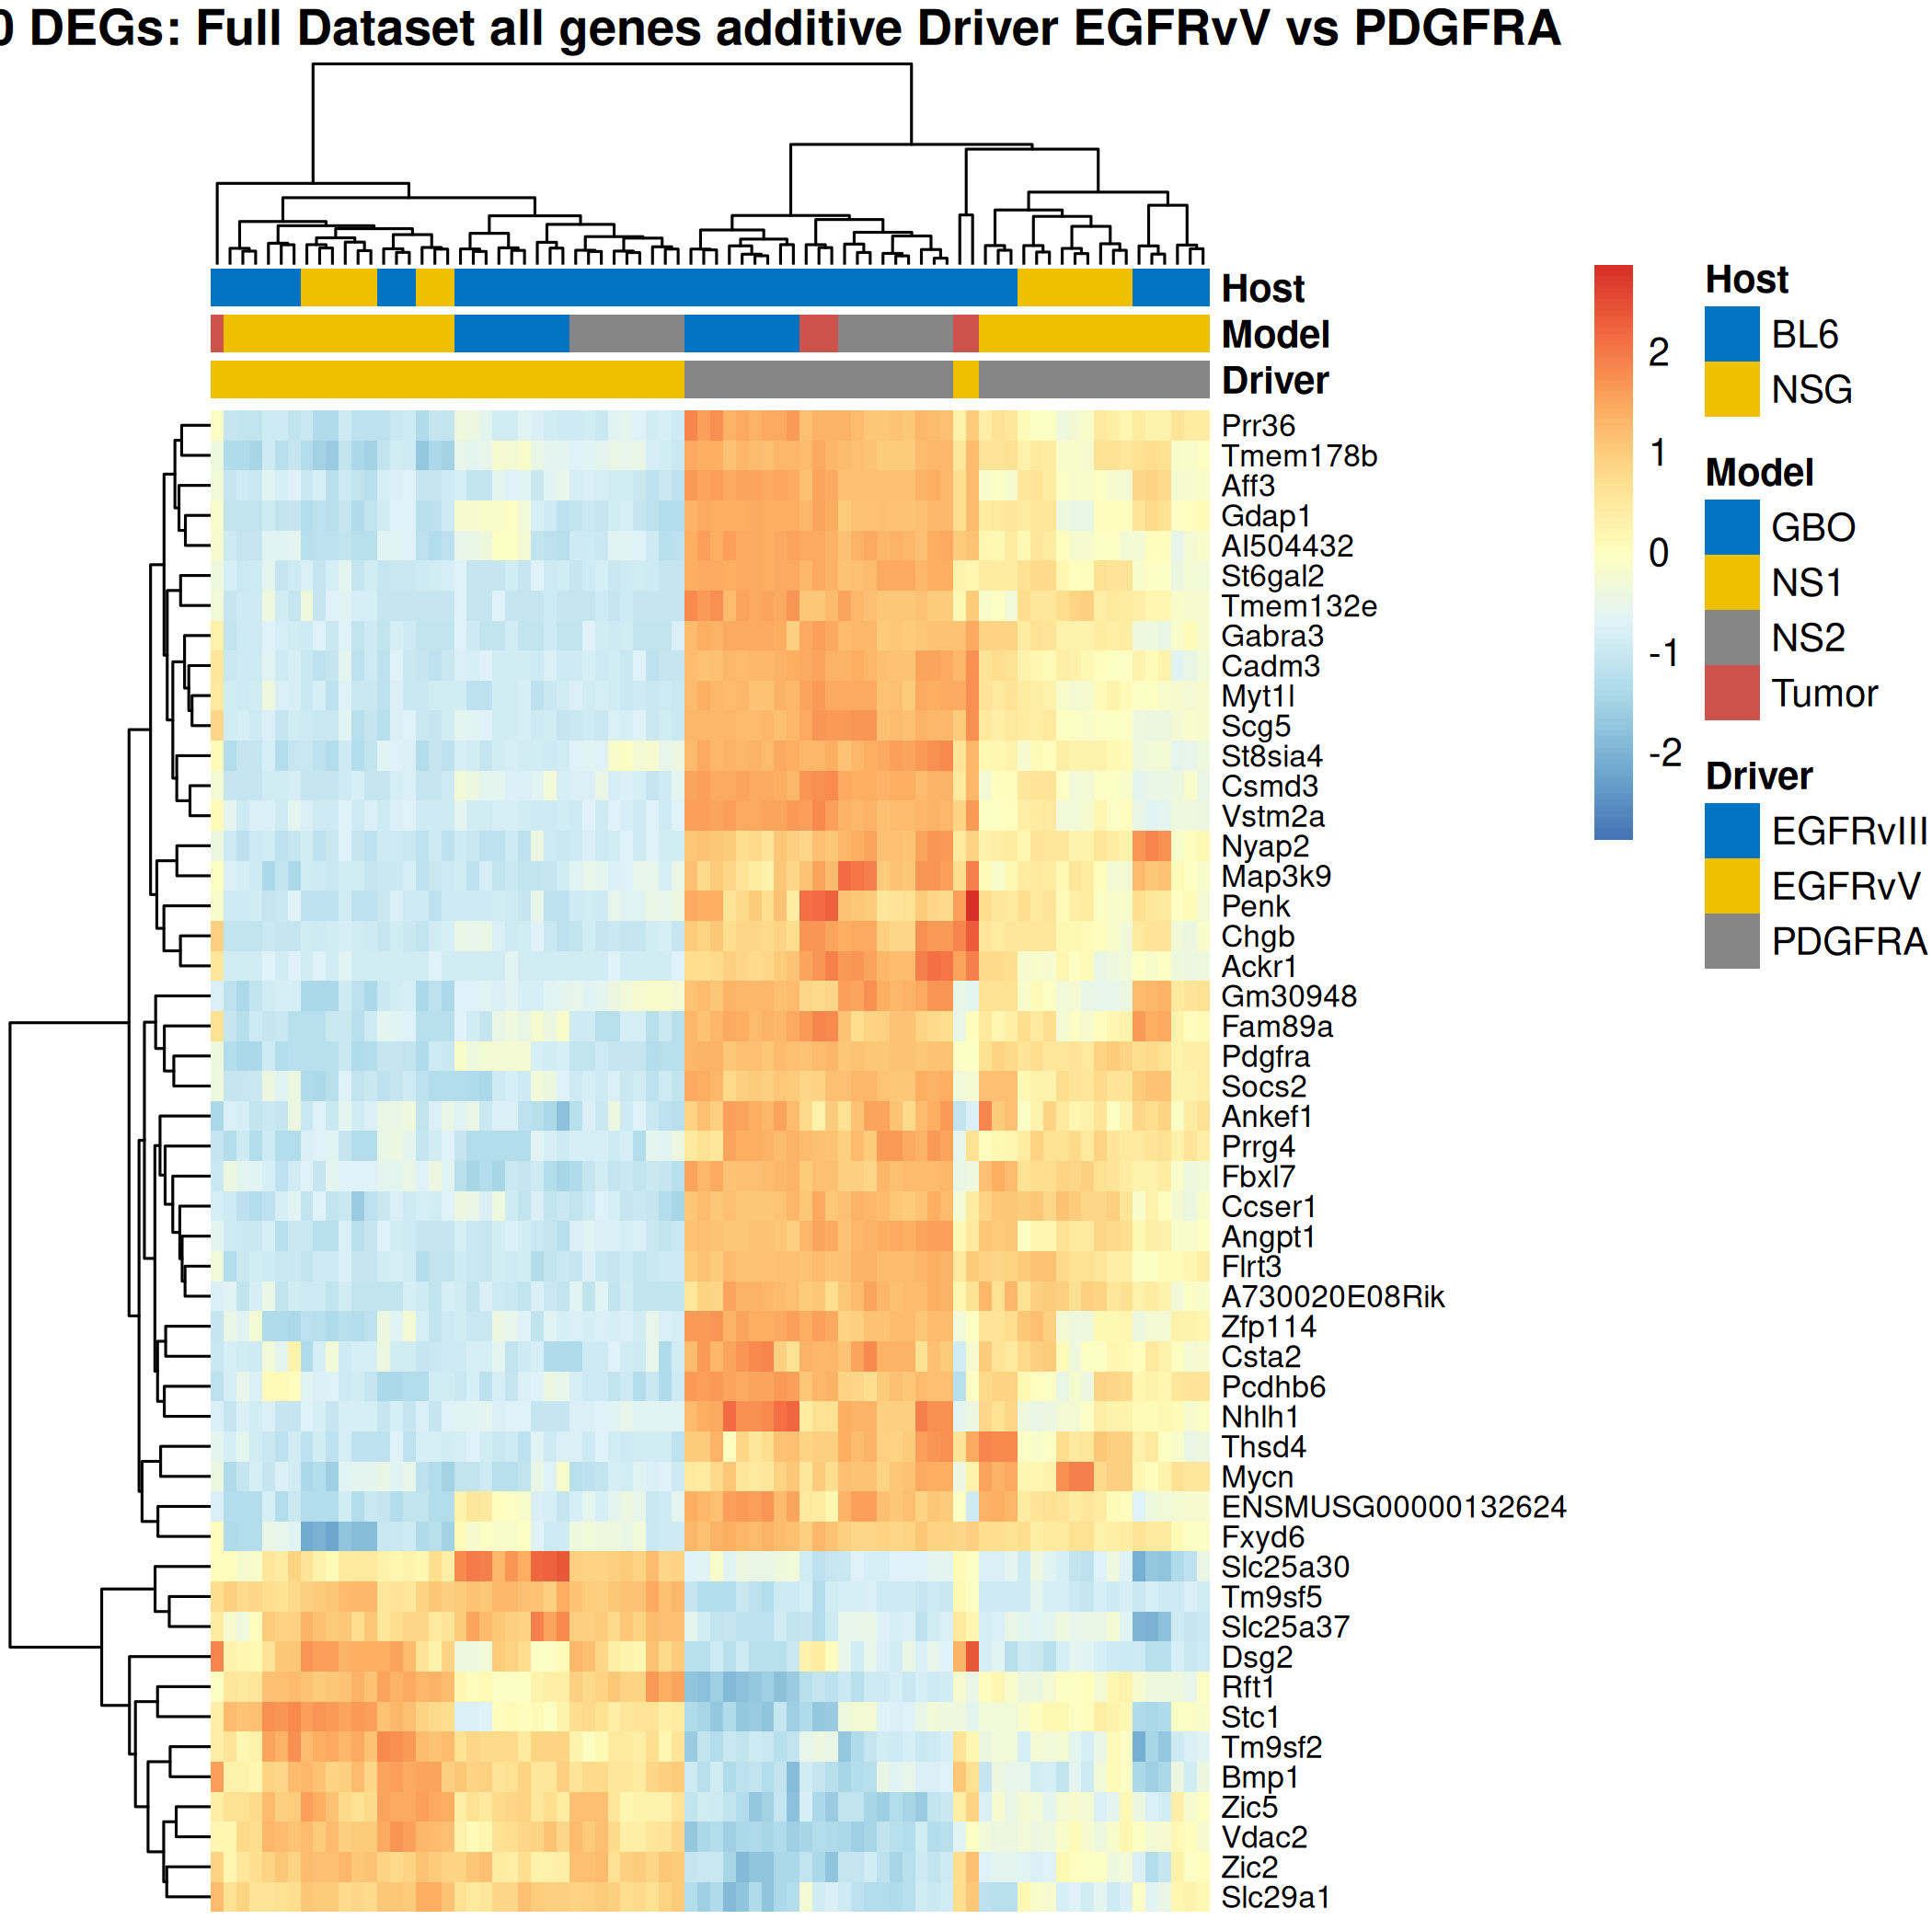 0 DEGs: Full Dataset all genes additive Driver EGFRvV vs PDGFRA
Host
Model
Driver
Prr36
Tmem178b
Aff3
Gdap1
AI504432
St6gal2
Tmem132e
Gabra3
Cadm3
Myt1l
Scg5
St8sia4
Csmd3
Vstm2a
Nyap2
Map3k9
Penk
Chgb
Ackr1
Gm30948
Fam89a
Pdgfra
Socs2
Ankef1
Prrg4
Fbxl7
Ccser1
Angpt1
Flrt3
A730020E08Rik
Zfp114
Csta2
Pcdhb6
Nhlh1
Thsd4
Mycn
ENSMUSG00000132624
Fxyd6
Slc25a30
Tm9sf5
Slc25a37
Dsg2
Rft1
Stc1
Tm9sf2
Bmp1
Zic5
Vdac2
Zic2
Slc29a1
2
1
0
-1
-2
Host
BL6
NSG
Model
GBO
NS1
NS2
Tumor
Driver
EGFRvIII
EGFRvV
PDGFRA